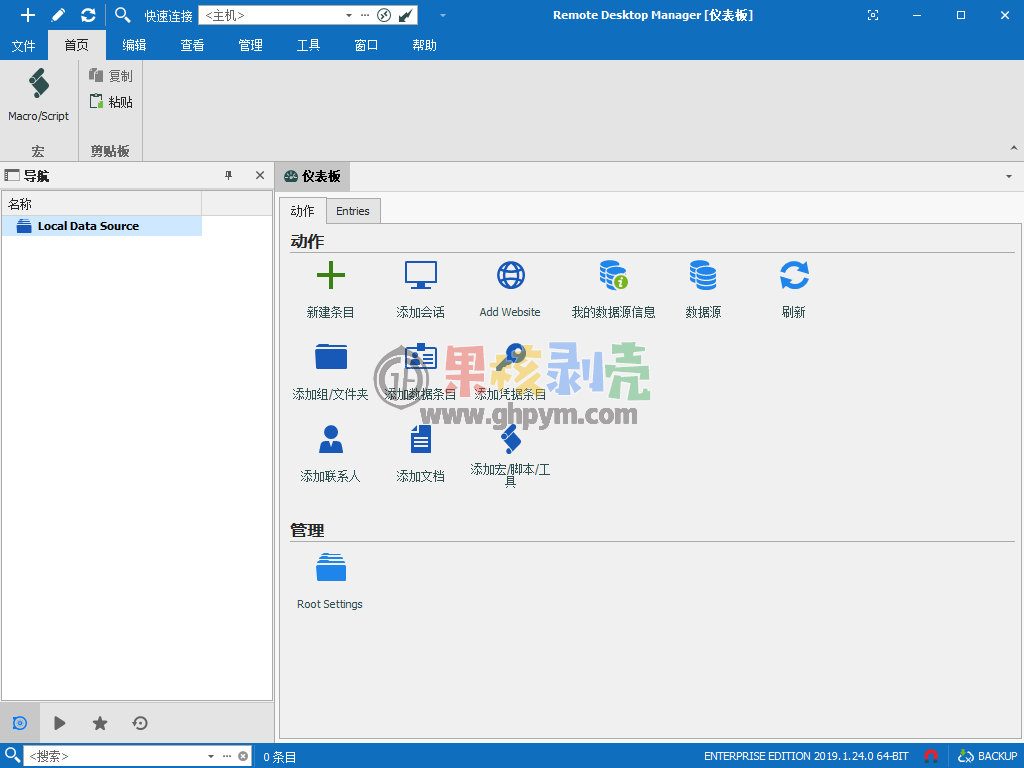 快速连接 <主机> Remote Desktop Manager [仪表板]
文件 首页 编辑 查看 管理 工具 窗口 帮助
复制
粘贴
Macro/Script
宏 剪贴板
导航
仪表板
名称
动作 Entries
Local Data Source
动作
新建条目 添加会话 Add Website 我的数据源信息 数据源 刷新
添加组/文件夹 添加数据条目 添加凭据条目
果核剥壳
www.ghpym.com
添加联系人 添加文档 添加宏/脚本/工
具
管理
Root Settings
<搜索> 0 条目 ENTERPRISE EDITION 2019.1.24.0 64-BIT BACKUP